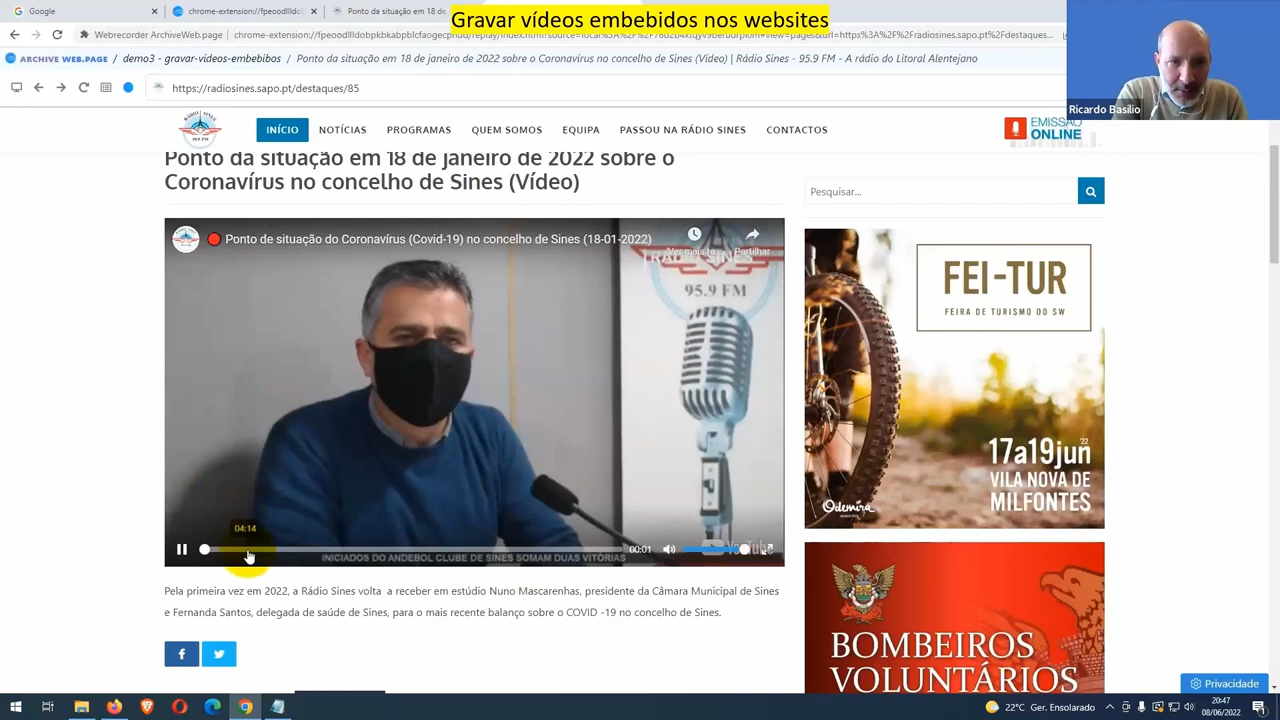 Gravar vídeos embebidos nos websites
Google
chrome-extension://fpeoodllldo
Ponto da situação em 18 de
Webrecorder ArchiveWeb.page
ARCHIVE WEB.PAGE / demo3 - gravar-videos-embebidos / Ponto da situação em 18 de janeiro de 2022 sobre o Coronavírus no concelho de Sines (Vídeo) | Rádio Sines - 95.9 FM - A rádio do Litoral Alentejano
https://radiosines.sapo.pt/destaques/85
Ricardo Basílio
INÍCIO NOTÍCIAS PROGRAMAS QUEM SOMOS EQUIPA PASSOU NA RÁDIO SINES CONTACTOS
EMISSÃO
ONLINE
Ponto da situação em 18 de janeiro de 2022 sobre o
Coronavírus no concelho de Sines (Vídeo)
Pesquisar...
Ponto de situação do Coronavírus (Covid-19) no concelho de Sines (18-01-2022)
Partilhar
95.9 FM
04:14
00:01
YouTube
INICIADOS DO ANDEBOL CLUBE DE SINES SOMAM DUAS VITÓRIAS
FEI-TUR
FEIRA DE TURISMO DO SW
17a19jun'22
VILA NOVA DE
MILFONTES
Odemira
Pela primeira vez em 2022, a Rádio Sines volta a receber em estúdio Nuno Mascarenhas, presidente da Câmara Municipal de Sines
e Fernanda Santos, delegada de saúde de Sines, para o mais recente balanço sobre o COVID -19 no concelho de Sines.
BOMBEIROS
VOLUNTÁRIOS
Privacidade
22°C Ger. Ensolarado
20:47
08/06/2022